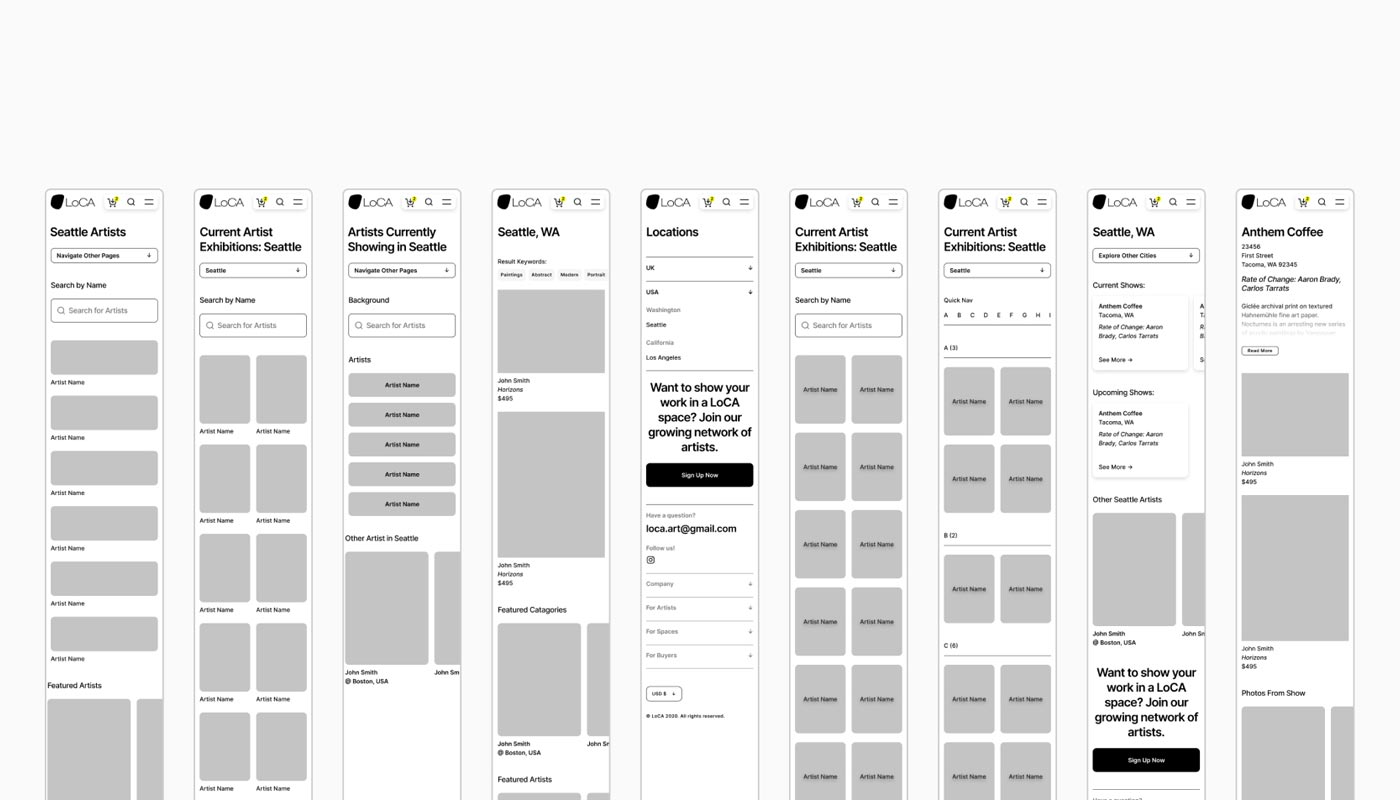 LoCA
Seattle Artists
Navigate Other Pages
Search by Name
Search for Artists
Artist Name
Artist Name
Artist Name
Artist Name
Artist Name
Artist Name
Featured Artists
LoCA
Current Artist
Exhibitions: Seattle
Seattle
Search by Name
Search for Artists
Artist Name Artist Name
Artist Name Artist Name
Artist Name Artist Name
Artist Name Artist Name
Artist Name Artist Name
LoCA
Artists Currently
Showing in Seattle
Navigate Other Pages
Background
Search for Artists
Artists
Artist Name
Artist Name
Artist Name
Artist Name
Artist Name
Other Artist in Seattle
John Smith John Sm
@ Boston, USA
LoCA
Seattle, WA
Result Keywords:
Paintings Abstract Masters Portrait
John Smith
Horizons
$495
John Smith
Horizons
$495
Featured Catagories
John Smith John Sr
@ Boston, USA
Featured Artists
LoCA
Locations
UK
USA
Washington
Seattle
California
Los Angeles
Want to show your
work in a LoCA
space? Join our
growing network of
artists.
Sign Up Now
Have a question?
loca.art@gmail.com
Follow us!
Company
For Artists
For Spaces
For Buyers
USD $
© LoCA 2020. All rights reserved.
LoCA
Current Artist
Exhibitions: Seattle
Seattle
Search by Name
Search for Artists
Artist Name Artist Name
Artist Name Artist Name
Artist Name Artist Name
Artist Name Artist Name
Artist Name Artist Name
Artist Name Artist Name
LoCA
Current Artist
Exhibitions: Seattle
Seattle
Quick Nav
A B C D E F G H I
A (3)
Artist Name Artist Name
Artist Name Artist Name
B (2)
Artist Name Artist Name
C (6)
Artist Name Artist Name
Artist Name Artist Name
LoCA
Seattle, WA
Explore Other Cities
Current Shows:
Anthem Coffee
Tacoma, WA
Rate of Change: Aaron
Brady, Carlos Tarrats
See More →
Upcoming Shows:
Anthem Coffee
Tacoma, WA
Rate of Change: Aaron
Brady, Carlos Tarrats
See More →
Other Seattle Artists
John Smith John Sn
@ Boston, USA
Want to show your
work in a LoCA
space? Join our
growing network of
artists.
Sign Up Now
LoCA
Anthem Coffee
23456
First Street
Tacoma, WA 92345
Rate of Change: Aaron Brady,
Carlos Tarrats
Giclée archival print on textured
Hahnemühle fine art paper.
Nocturnes is an arresting new series
Read More
John Smith
Horizons
$495
John Smith
Horizons
$495
Photos From Show